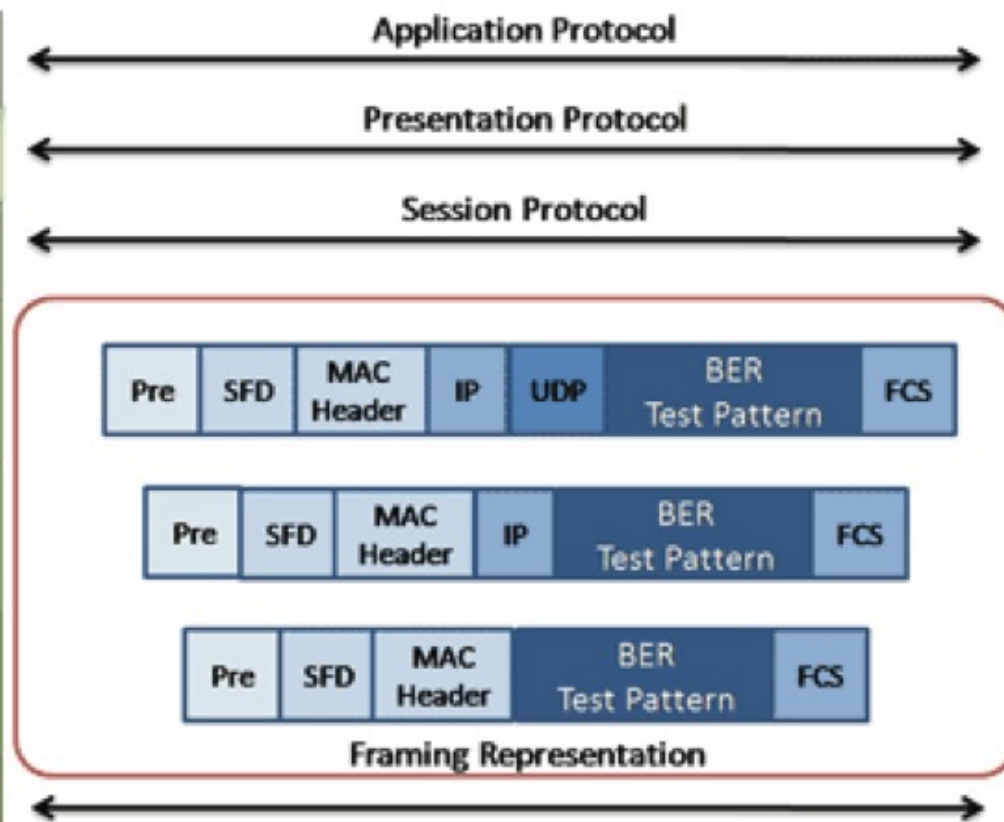 Application Protocol
Presentation Protocol
Session Protocol
Pre SFD MAC Header IP UDP BER Test Pattern FCS
Pre SFD MAC Header IP BER Test Pattern FCS
Pre SFD MAC Header BER Test Pattern FCS
Framing Representation